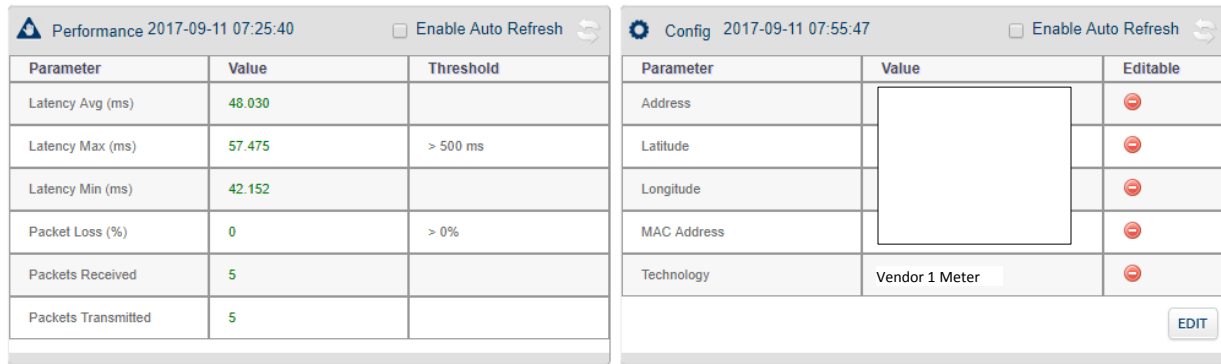 Performance 2017-09-11 07:25:40 Enable Auto Refresh
Parameter Value Threshold
Latency Avg (ms) 48.030
Latency Max (ms) 57.475 > 500 ms
Latency Min (ms) 42.152
Packet Loss (%) 0 > 0%
Packets Received 5
Packets Transmitted 5
Config 2017-09-11 07:55:47 Enable Auto Refresh
Parameter Value Editable
Address
Latitude
Longitude
MAC Address
Technology Vendor 1 Meter
EDIT